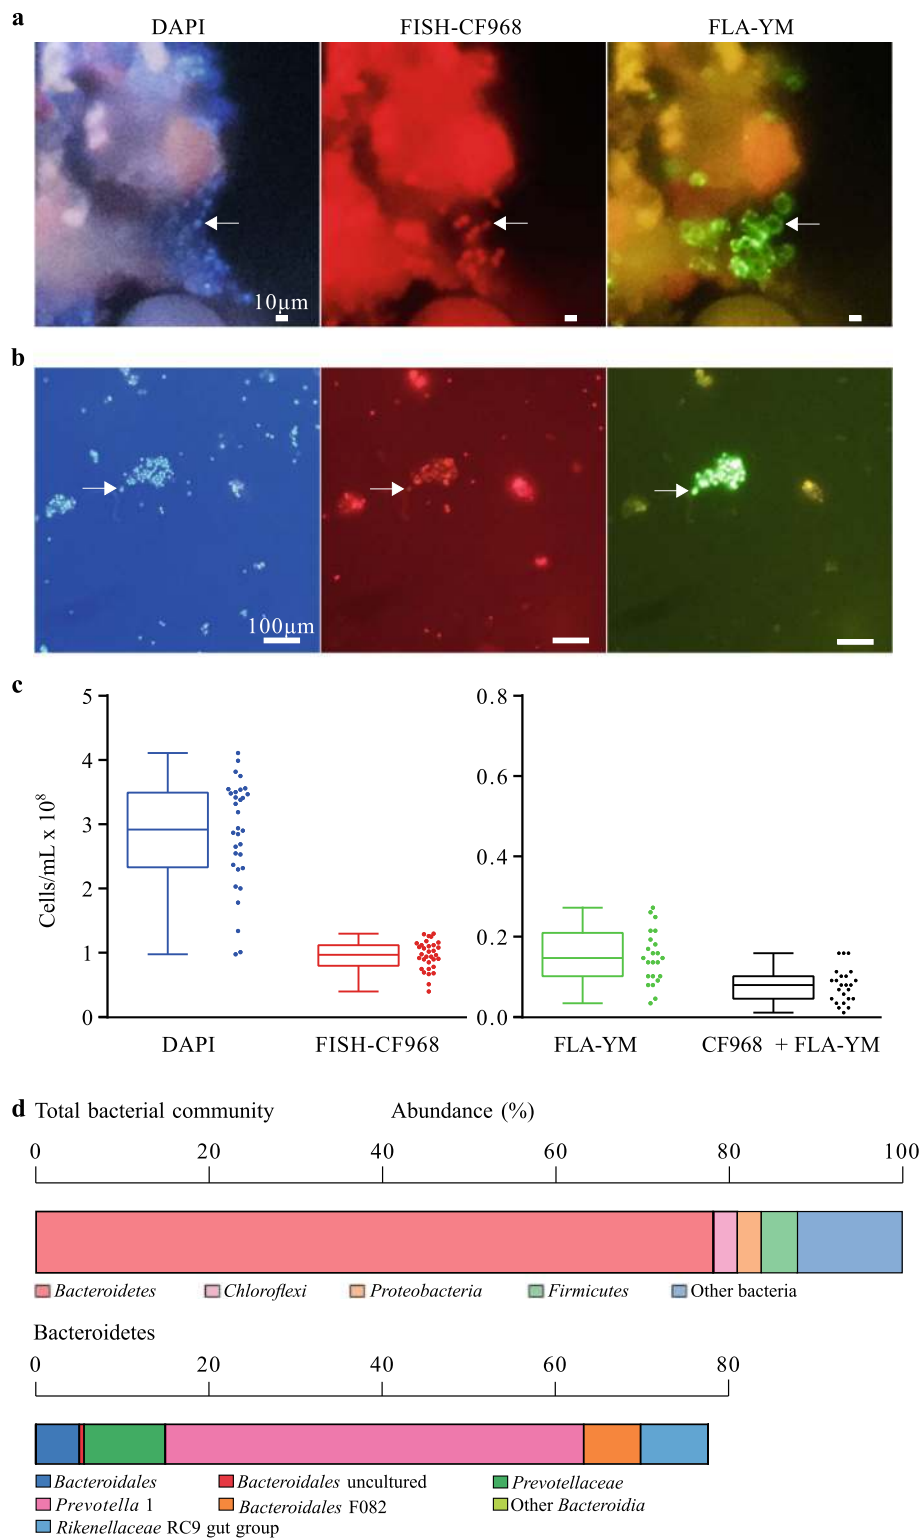 a
DAPI FISH-CF968 FLA-YM
10µm
b
100µm
c
Cells/mL x 10⁸
5
4
3
2
1
0
DAPI FISH-CF968
0.8
0.6
0.4
0.2
0.0
FLA-YM CF968 + FLA-YM
d Total bacterial community Abundance (%)
0 20 40 60 80 100
Bacteroidetes Chloroflexi Proteobacteria Firmicutes Other bacteria
Bacteroidetes
0 20 40 60 80
Bacteroidales Bacteroidales uncultured Prevotellaceae
Prevotella 1 Bacteroidales F082 Other Bacteroidia
Rikenellaceae RC9 gut group